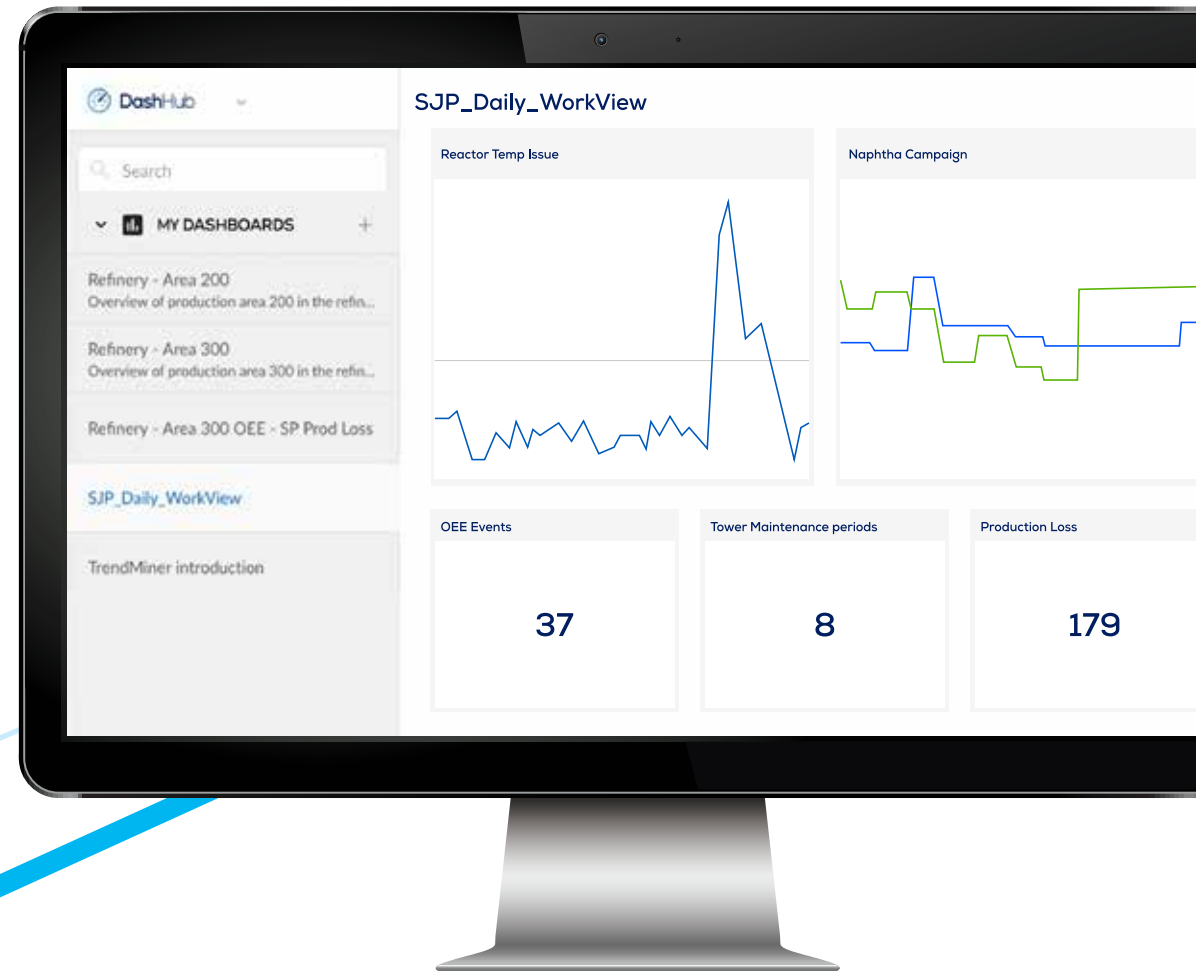 DashHub
Search
MY DASHBOARDS
Refinery - Area 200
Overview of production area 200 in the refin...
Refinery - Area 300
Overview of production area 300 in the refin...
Refinery - Area 300 OEE - SP Prod Loss
SJP_Daily_WorkView
TrendMiner introduction
SJP_Daily_WorkView
Reactor Temp Issue
Naphtha Campaign
OEE Events
Tower Maintenance periods
Production Loss
37
8
179